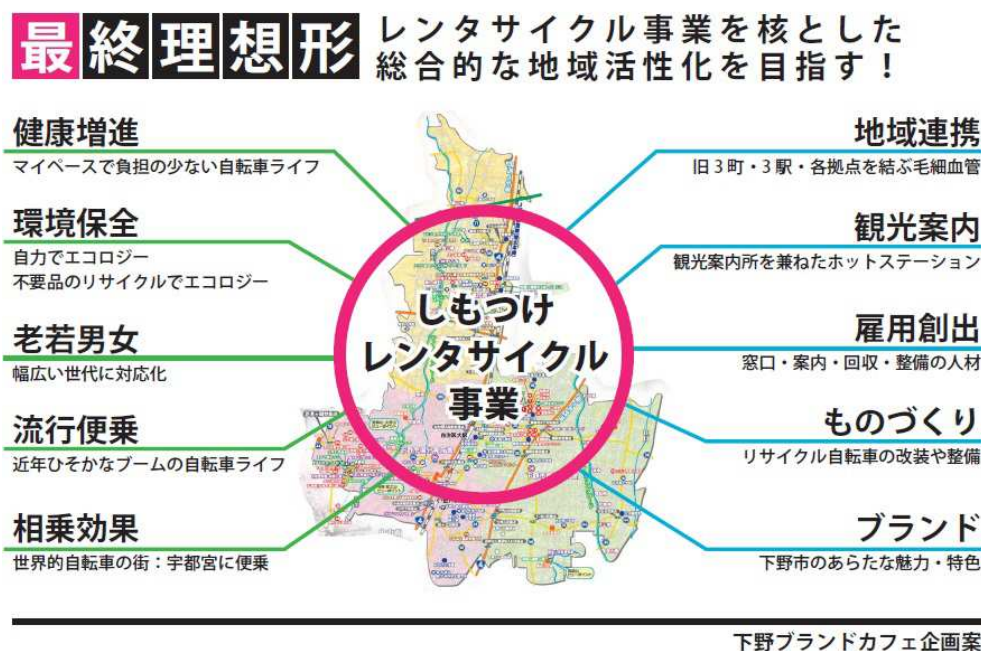 最終理想形
レンタサイクル事業を核とした
総合的な地域活性化を目指す！
健康増進
マイペースで負担の少ない自転車ライフ
環境保全
自力でエコロジー
不要品のリサイクルでエコロジー
老若男女
幅広い世代に対応化
流行便乗
近年ひそかなブームの自転車ライフ
相乗効果
世界的自転車の街：宇都宮に便乗
しもつけ
レンタサイクル
事業
地域連携
旧３町・３駅・各拠点を結ぶ毛細血管
観光案内
観光案内所を兼ねたホットステーション
雇用創出
窓口・案内・回収・整備の人材
ものづくり
リサイクル自転車の改装や整備
ブランド
下野市のあらたな魅力・特色
下野ブランドカフェ企画案